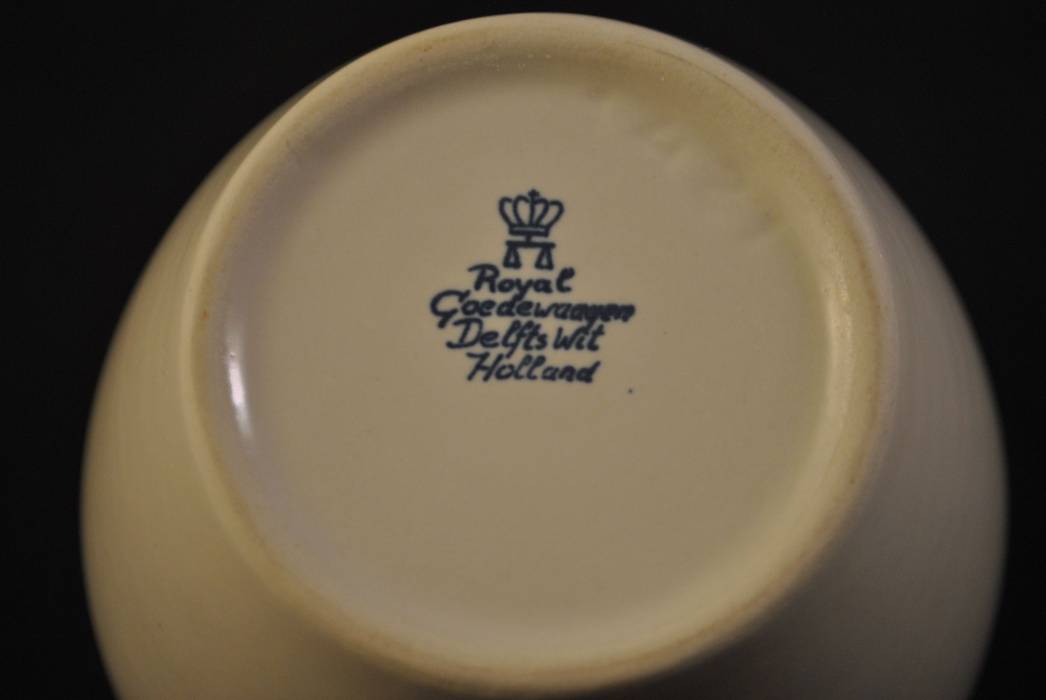 Royal
Goedewaagen
Delfts Wit
Holland